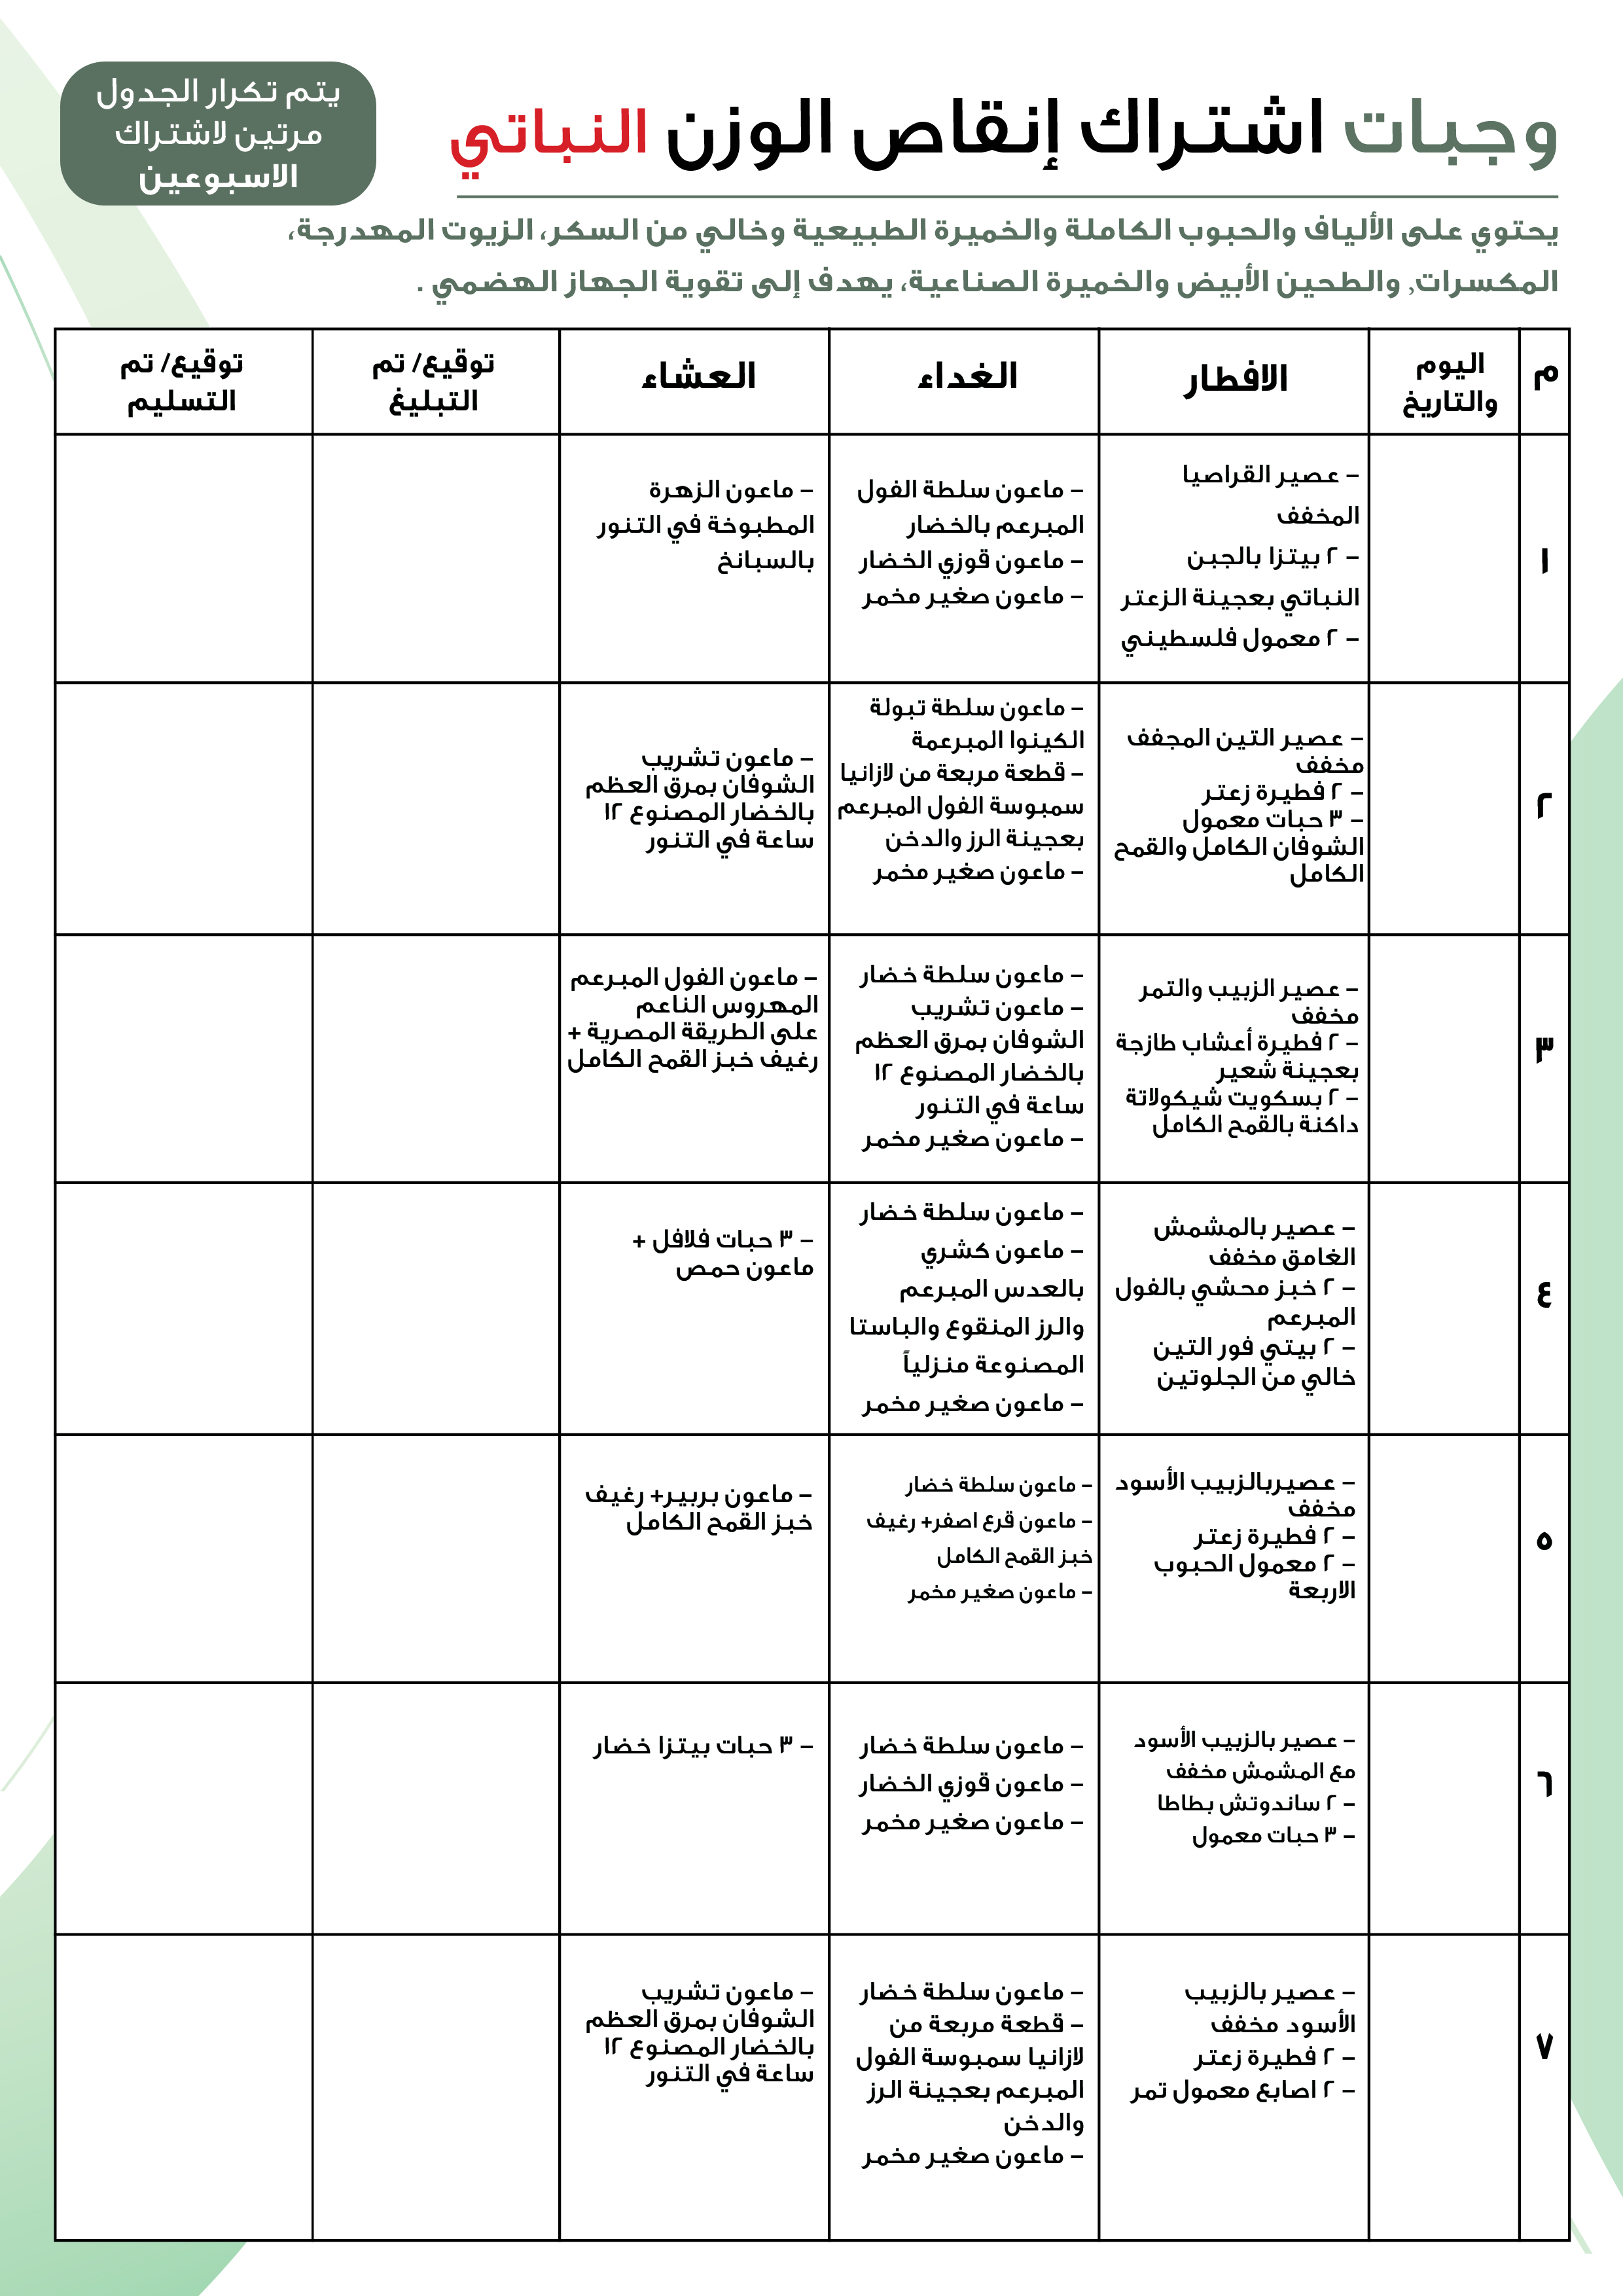 وجبات اشتراك إنقاص الوزن النباتي
يتم تكرار الجدول
مرتين لاشتراك
الاسبوعين
يحتوي على الألياف والحبوب الكاملة والخميرة الطبيعية وخالي من السكر، الزيوت المهدرجة،
المكسرات, والطحين الأبيض والخميرة الصناعية، يهدف إلى تقوية الجهاز الهضمي .
م
اليوم
والتاريخ
الافطار
الغداء
العشاء
توقيع/ تم
التبليغ
توقيع/ تم
التسليم
١
– عصير القراصيا
المخفف
– ٢ بيتزا بالجبن
النباتي بعجينة الزعتر
– ٢ معمول فلسطيني
– ماعون سلطة الفول
المبرعم بالخضار
– ماعون قوزي الخضار
– ماعون صغير مخمر
– ماعون الزهرة
المطبوخة في التنور
بالسبانخ
٢
– عصير التين المجفف
مخفف
– ٢ فطيرة زعتر
– ٣ حبات معمول
الشوفان الكامل والقمح
الكامل
– ماعون سلطة تبولة
الكينوا المبرعمة
– قطعة مربعة من لازانيا
سمبوسة الفول المبرعم
بعجينة الرز والدخن
– ماعون صغير مخمر
– ماعون تشريب
الشوفان بمرق العظم
بالخضار المصنوع ١٢
ساعة في التنور
٣
– عصير الزبيب والتمر
مخفف
– ٢ فطيرة أعشاب طازجة
بعجينة شعير
– ٢ بسكويت شيكولاتة
داكنة بالقمح الكامل
– ماعون سلطة خضار
– ماعون تشريب
الشوفان بمرق العظم
بالخضار المصنوع ١٢
ساعة في التنور
– ماعون صغير مخمر
– ماعون الفول المبرعم
المهروس الناعم
على الطريقة المصرية +
رغيف خبز القمح الكامل
٤
– عصير بالمشمش
الغامق مخفف
– ٢ خبز محشي بالفول
المبرعم
– ٢ بيتي فور التين
خالي من الجلوتين
– ماعون سلطة خضار
– ماعون كشري
بالعدس المبرعم
والرز المنقوع والباستا
المصنوعة منزلياً
– ماعون صغير مخمر
– ٣ حبات فلافل +
ماعون حمص
٥
– عصيربالزبيب الأسود
مخفف
– ٢ فطيرة زعتر
– ٢ معمول الحبوب
الاربعة
– ماعون سلطة خضار
– ماعون قرع اصفر+ رغيف
خبز القمح الكامل
– ماعون صغير مخمر
– ماعون بربير+ رغيف
خبز القمح الكامل
٦
– عصير بالزبيب الأسود
مع المشمش مخفف
– ٢ ساندوتش بطاطا
– ٣ حبات معمول
– ماعون سلطة خضار
– ماعون قوزي الخضار
– ماعون صغير مخمر
– ٣ حبات بيتزا خضار
٧
– عصير بالزبيب
الأسود مخفف
– ٢ فطيرة زعتر
– ٢ اصابع معمول تمر
– ماعون سلطة خضار
– قطعة مربعة من
لازانيا سمبوسة الفول
المبرعم بعجينة الرز
والدخن
– ماعون صغير مخمر
– ماعون تشريب
الشوفان بمرق العظم
بالخضار المصنوع ١٢
ساعة في التنور